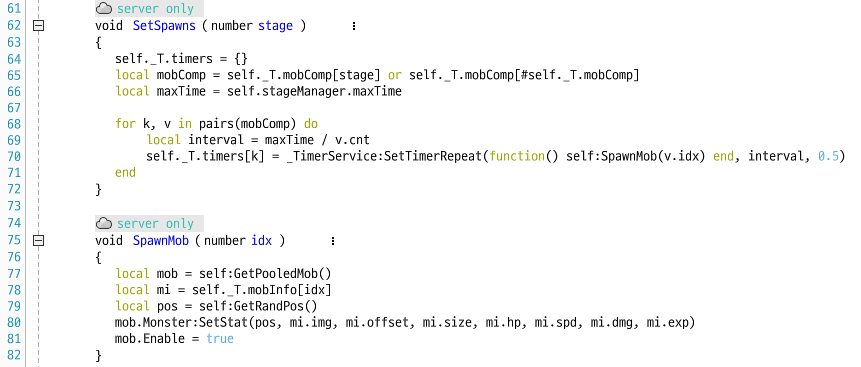 61 server only
62 void SetSpawns ( number stage )
63 {
64 self._T.timers = {}
65 local mobComp = self._T.mobComp[stage] or self._T.mobComp[#self._T.mobComp]
66 local maxTime = self.stageManager.maxTime
67
68 for k, v in pairs(mobComp) do
69 local interval = maxTime / v.cnt
70 self._T.timers[k] = _TimerService:SetTimerRepeat(function() self:SpawnMob(v.idx) end, interval, 0.5)
71 end
72 }
73
74 server only
75 void SpawnMob ( number idx )
76 {
77 local mob = self:GetPooledMob()
78 local mi = self._T.mobInfo[idx]
79 local pos = self:GetRandPos()
80 mob.Monster:SetStat(pos, mi.img, mi.offset, mi.size, mi.hp, mi.spd, mi.dmg, mi.exp)
81 mob.Enable = true
82 }